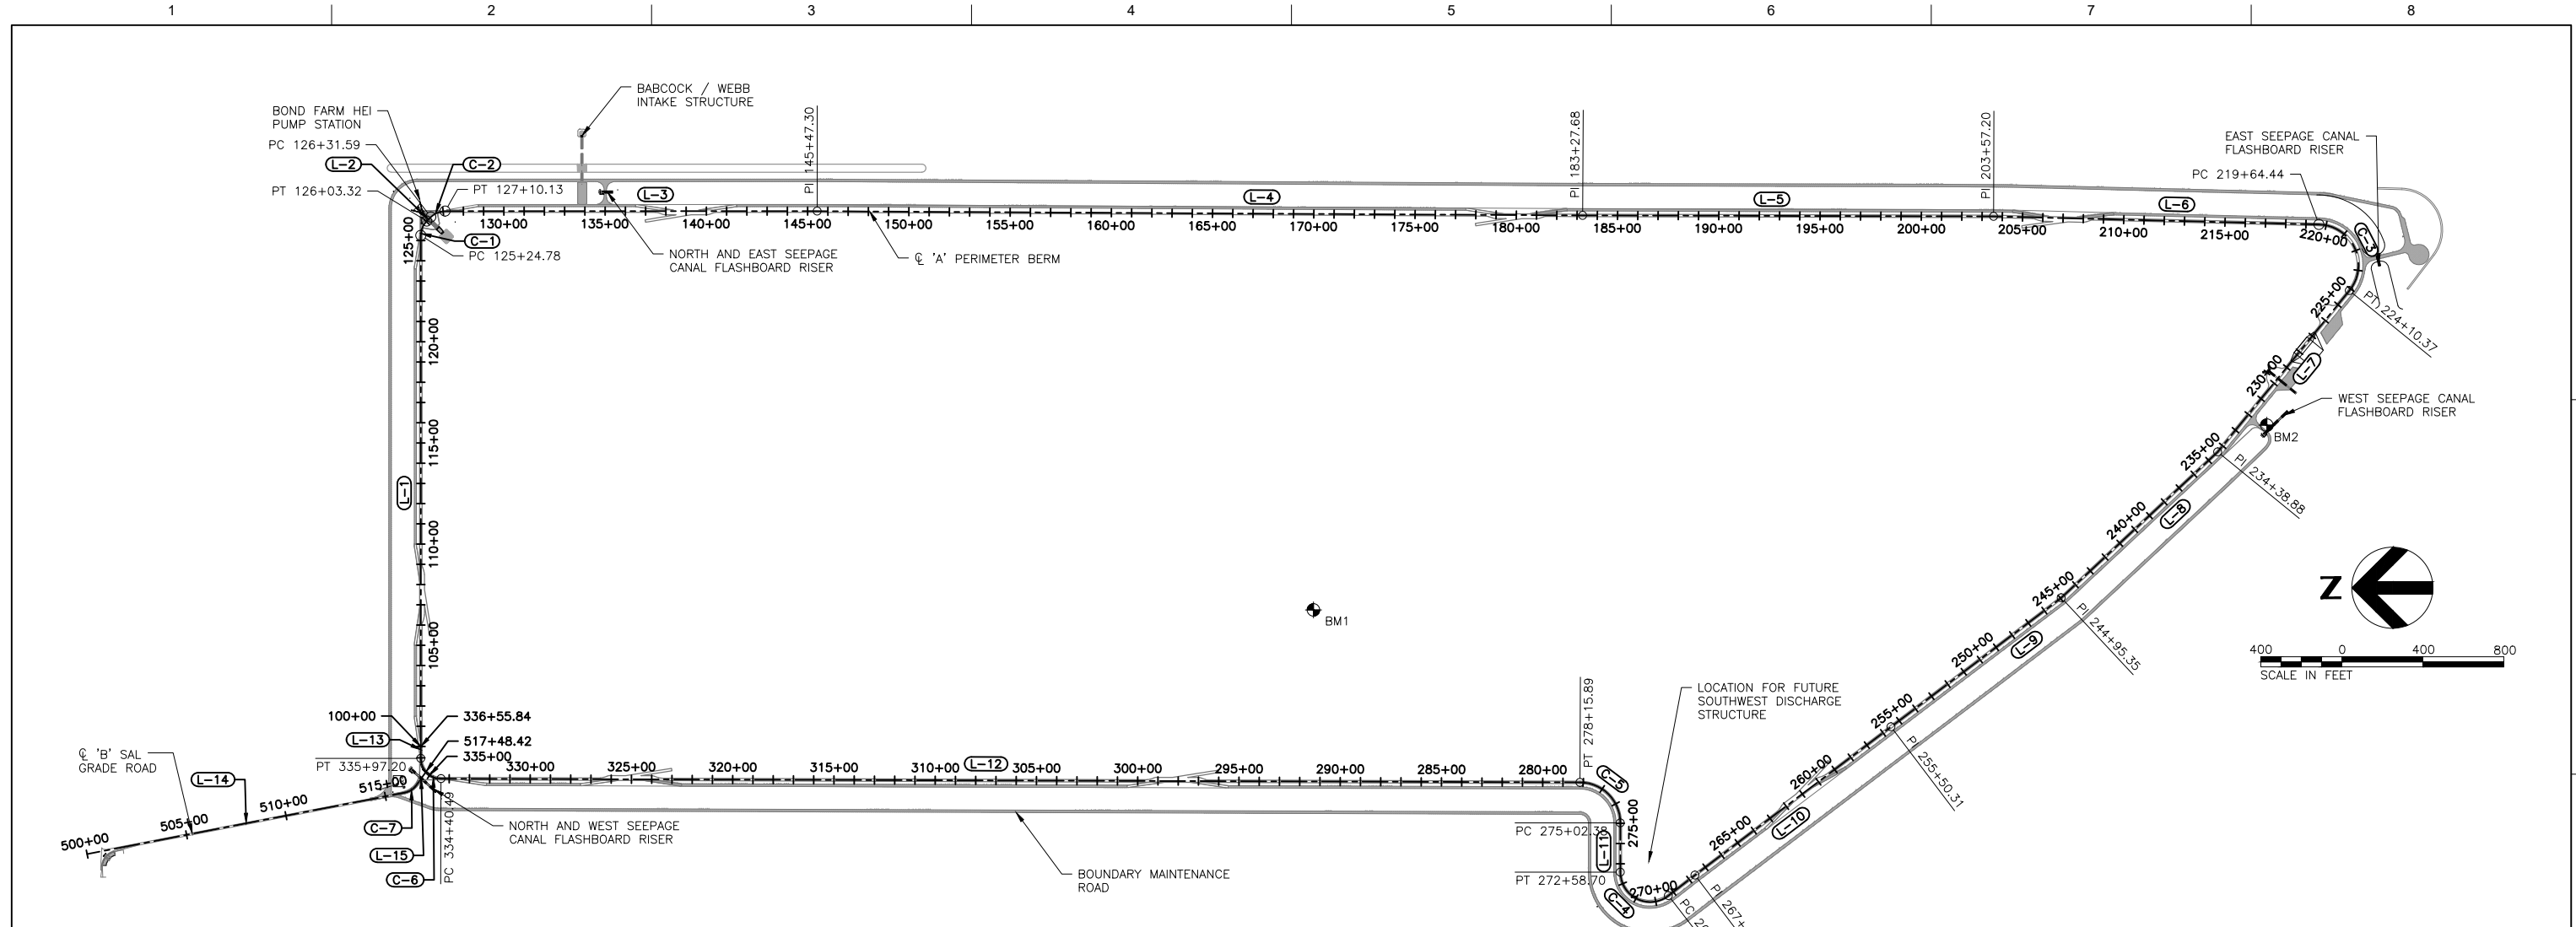 1
2
3
4
5
6
7
8
BABCOCK / WEBB
INTAKE STRUCTURE
BOND FARM HEI
PUMP STATION
PC 126+31.59
L-2
C-2
PT 126+03.32
PT 127+10.13
L-3
PI 145+47.30
L-4
PI 183+27.68
L-5
PI 203+57.20
L-6
EAST SEEPAGE CANAL
FLASHBOARD RISER
PC 219+64.44
125+00
130+00
135+00
140+00
145+00
150+00
155+00
160+00
165+00
170+00
175+00
180+00
185+00
190+00
195+00
200+00
205+00
210+00
215+00
220+00
C-3
C-1
PC 125+24.78
NORTH AND EAST SEEPAGE
CANAL FLASHBOARD RISER
℄ 'A' PERIMETER BERM
225+00
PT 224+10.37
120+00
230+00
L-7
WEST SEEPAGE CANAL
FLASHBOARD RISER
BM2
115+00
235+00
PI 234+38.88
L-1
L-8
110+00
240+00
Z
245+00
PI 244+95.35
BM1
105+00
250+00
L-9
400
0
400
800
SCALE IN FEET
LOCATION FOR FUTURE
SOUTHWEST DISCHARGE
STRUCTURE
PT 278+15.89
255+00
PI 255+50.31
100+00
336+55.84
L-13
517+48.42
335+00
PT 335+97.20
℄ 'B' SAL
GRADE ROAD
L-14
330+00
325+00
320+00
315+00
310+00
L-12
305+00
300+00
295+00
290+00
285+00
280+00
C-5
260+00
515+00
510+00
505+00
500+00
C-7
L-15
C-6
PC 334+40.49
NORTH AND WEST SEEPAGE
CANAL FLASHBOARD RISER
BOUNDARY MAINTENANCE
ROAD
PC 275+02.38
275+00
L-11
PT 272+58.70
265+00
L-10
270+00
C-4
PI 267+